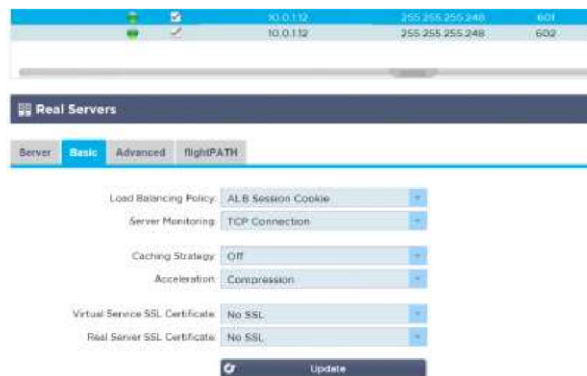 10.0.1.12 255.255.255.248 601
10.0.1.12 255.255.255.248 602
Real Servers
Server Basic Advanced flightPATH
Load Balancing Policy: ALB Session Cookie
Server Monitoring: TCP Connection
Caching Strategy: Off
Acceleration: Compression
Virtual Service SSL Certificate: No SSL
Real Server SSL Certificate: No SSL
Update